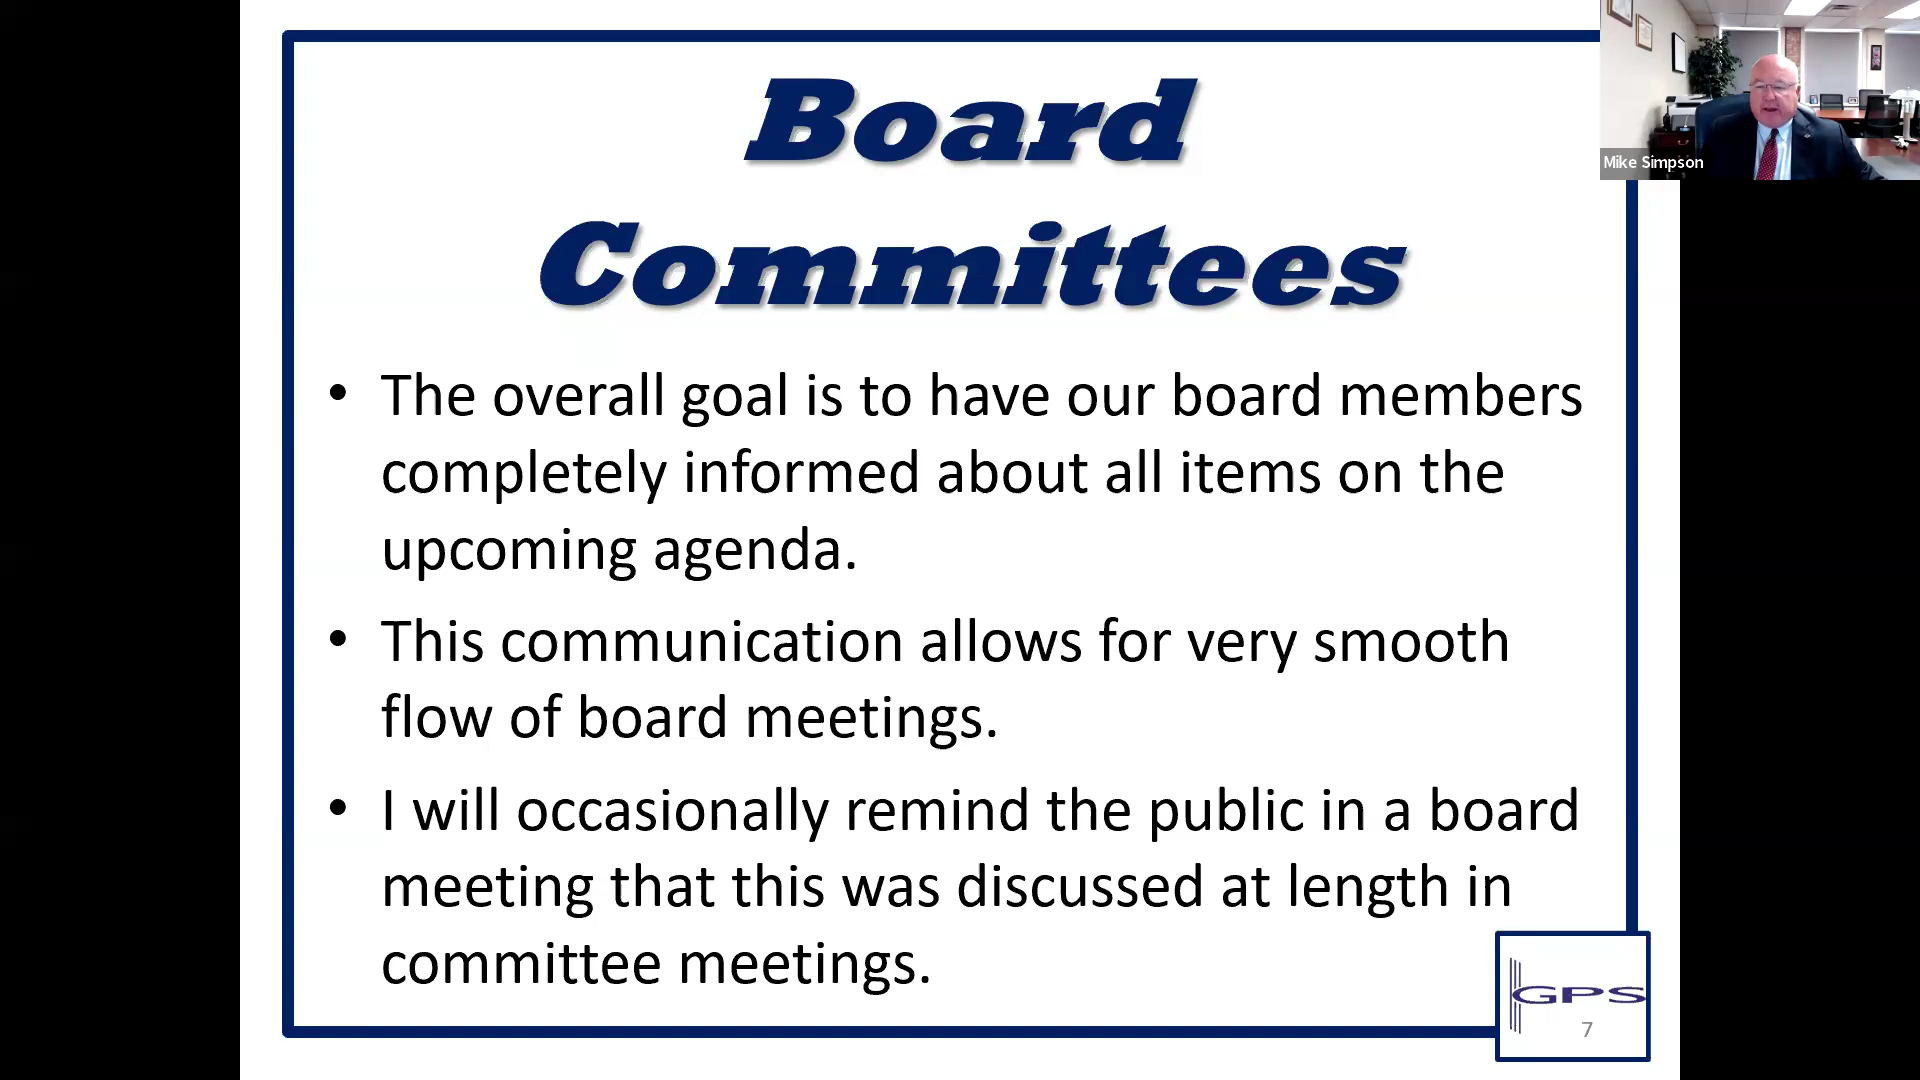 Board
Committees
Mike Simpson
• The overall goal is to have our board members
completely informed about all items on the
upcoming agenda.
• This communication allows for very smooth
flow of board meetings.
• I will occasionally remind the public in a board
meeting that this was discussed at length in
committee meetings.
GPS
7